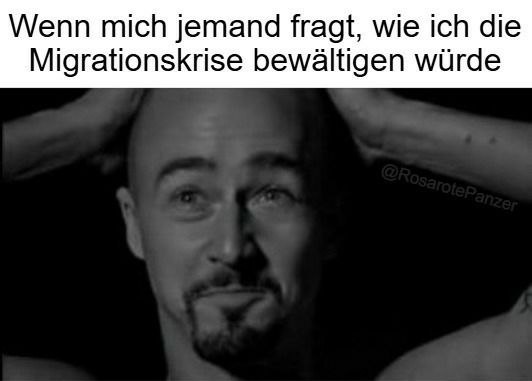 Wenn mich jemand fragt, wie ich die
Migrationskrise bewältigen würde
@RosarotePanzer